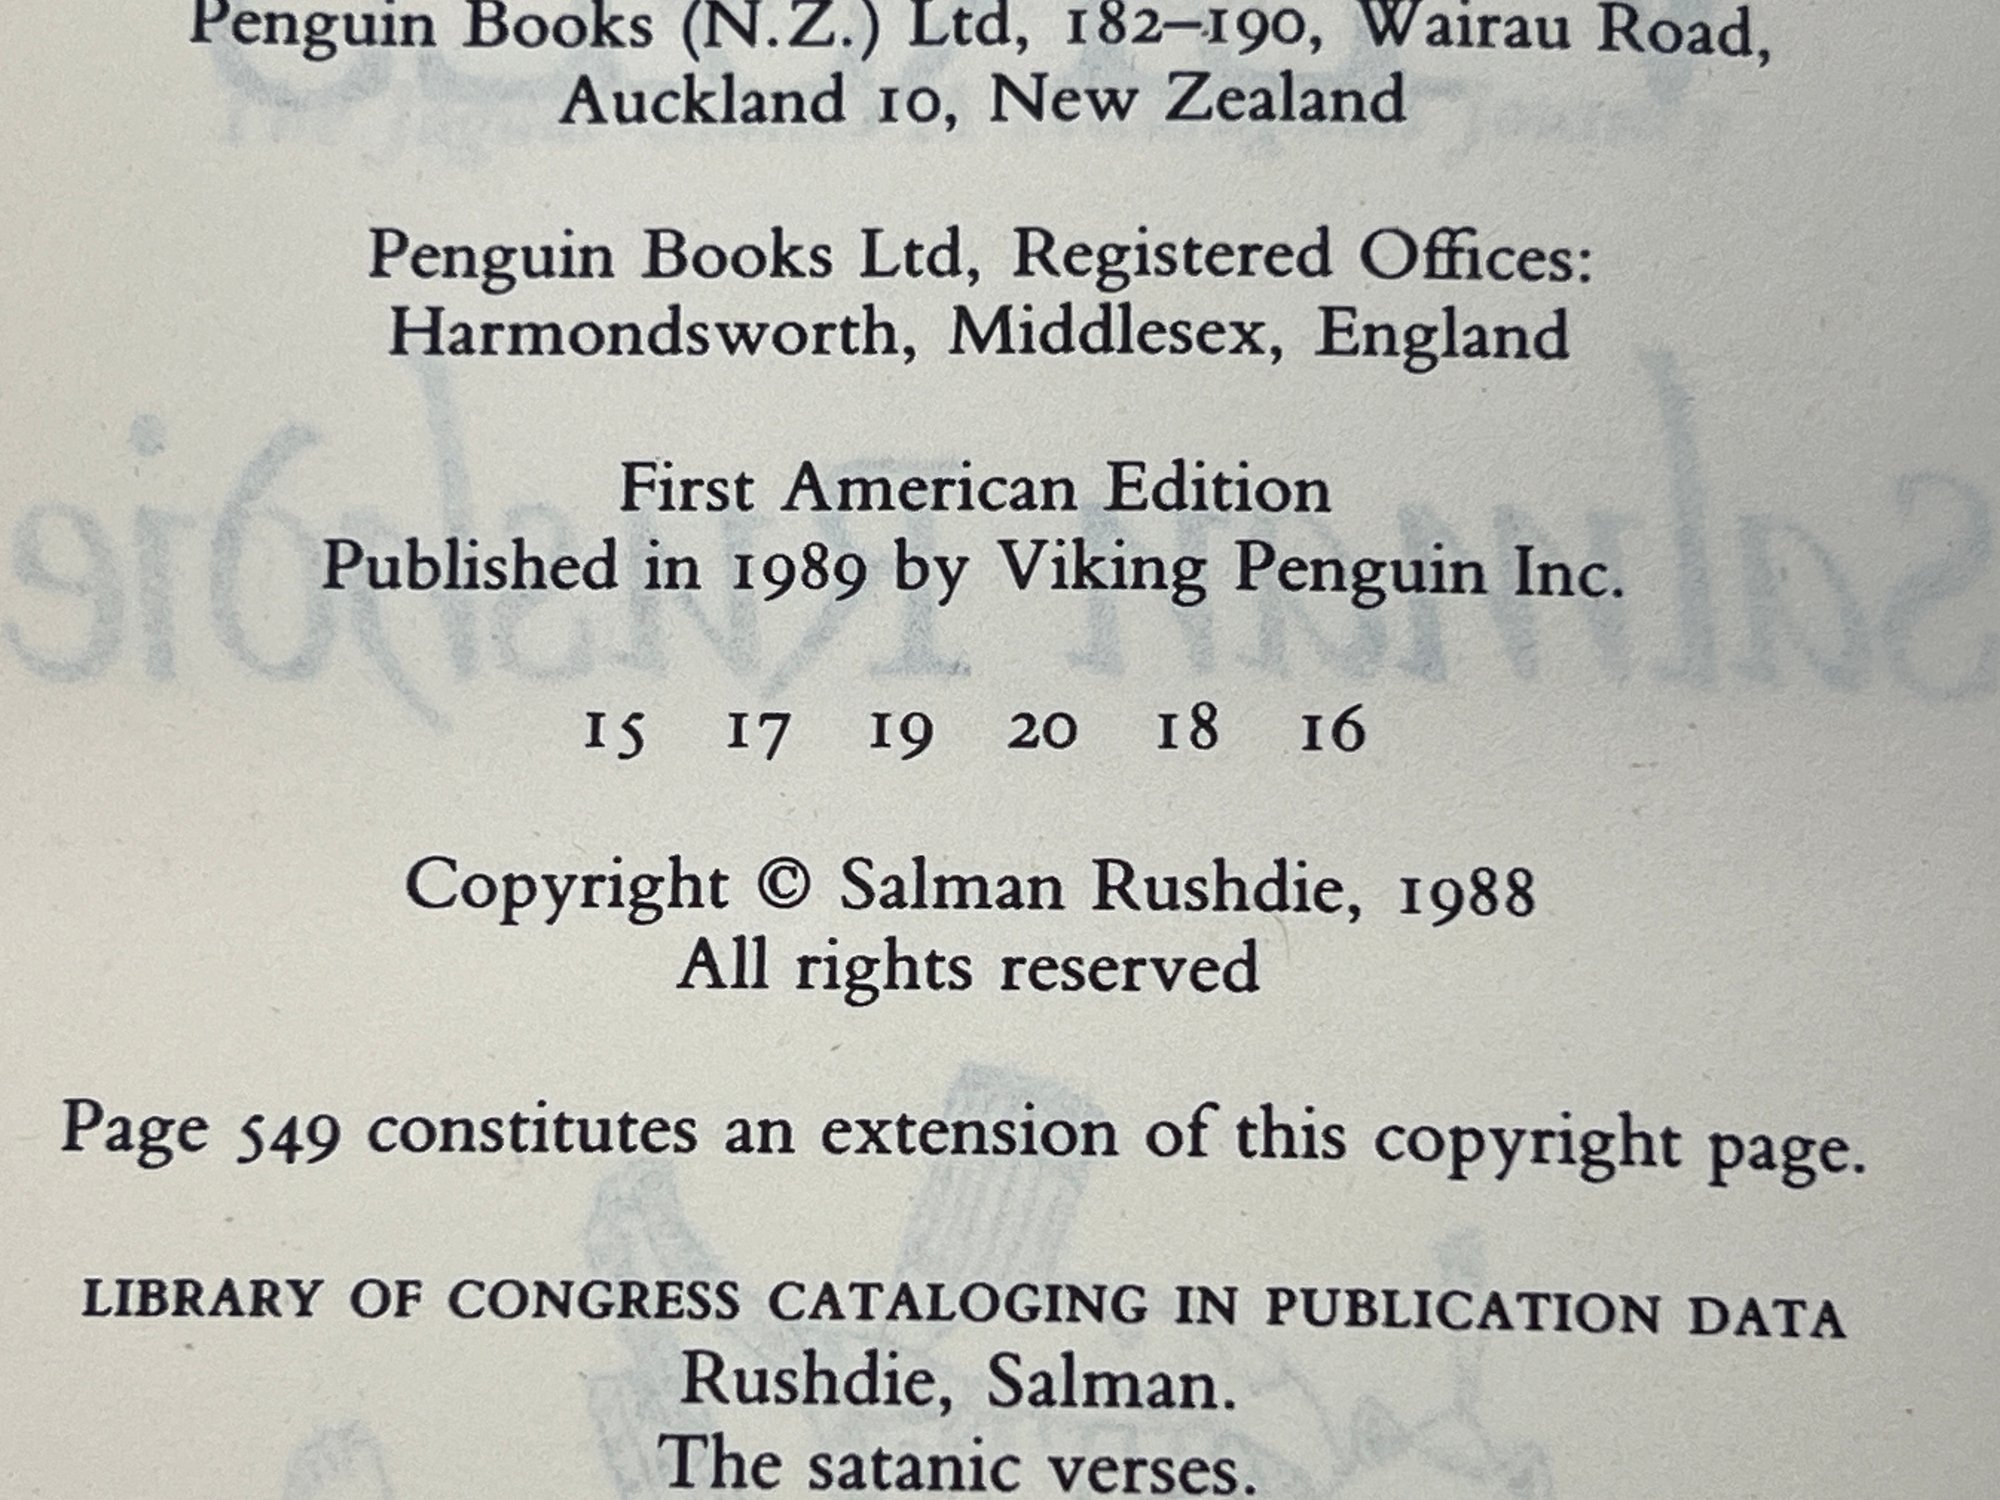 Penguin Books (N.Z.) Ltd, 182–190, Wairau Road,
Auckland 10, New Zealand
Penguin Books Ltd, Registered Offices:
Harmondsworth, Middlesex, England
First American Edition
Published in 1989 by Viking Penguin Inc.
Salman Rushdie
15 17 19 20 18 16
Copyright © Salman Rushdie, 1988
All rights reserved
Page 549 constitutes an extension of this copyright page.
LIBRARY OF CONGRESS CATALOGING IN PUBLICATION DATA
Rushdie, Salman.
The satanic verses.